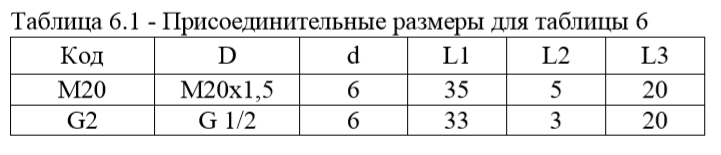 Таблица 6.1 - Присоединительные размеры для таблицы 6
Код D d L1 L2 L3
M20 M20x1,5 6 35 5 20
G2 G 1/2 6 33 3 20